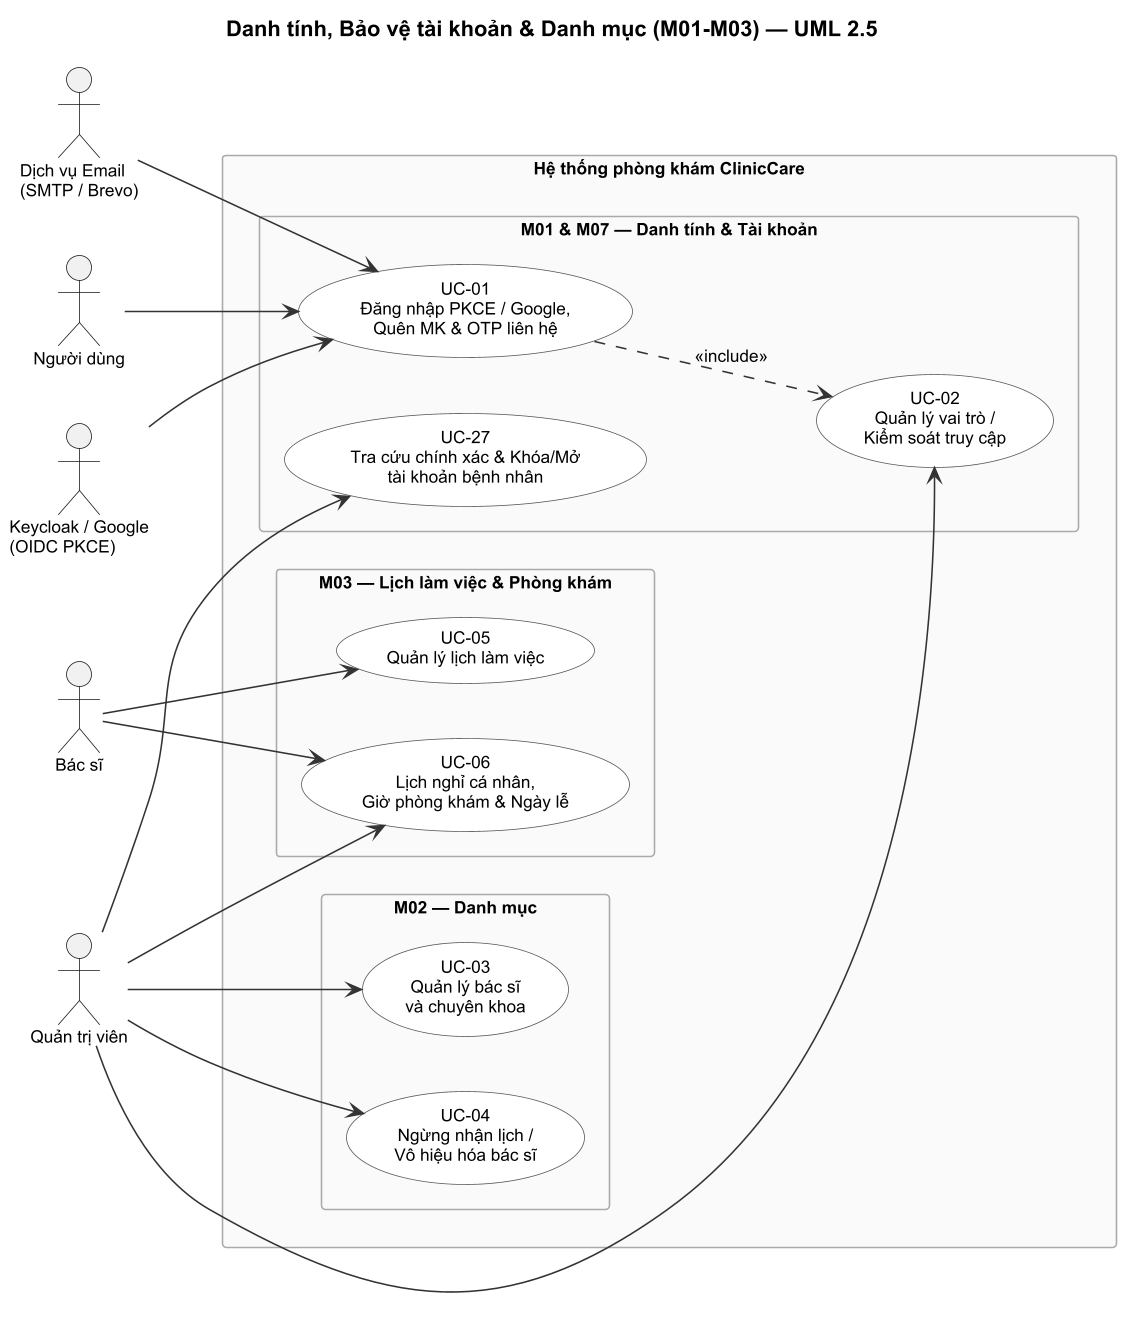 Danh tính, Bảo vệ tài khoản & Danh mục (M01-M03) — UML 2.5
Dịch vụ Email
(SMTP / Brevo)
Hệ thống phòng khám ClinicCare
M01 & M07 — Danh tính & Tài khoản
Người dùng
UC-01
Đăng nhập PKCE / Google,
Quên MK & OTP liên hệ
«include»
UC-02
Quản lý vai trò /
Kiểm soát truy cập
Keycloak / Google
(OIDC PKCE)
UC-27
Tra cứu chính xác & Khóa/Mở
tài khoản bệnh nhân
M03 — Lịch làm việc & Phòng khám
UC-05
Quản lý lịch làm việc
Bác sĩ
UC-06
Lịch nghỉ cá nhân,
Giờ phòng khám & Ngày lễ
M02 — Danh mục
UC-03
Quản lý bác sĩ
và chuyên khoa
Quản trị viên
UC-04
Ngừng nhận lịch /
Vô hiệu hóa bác sĩ